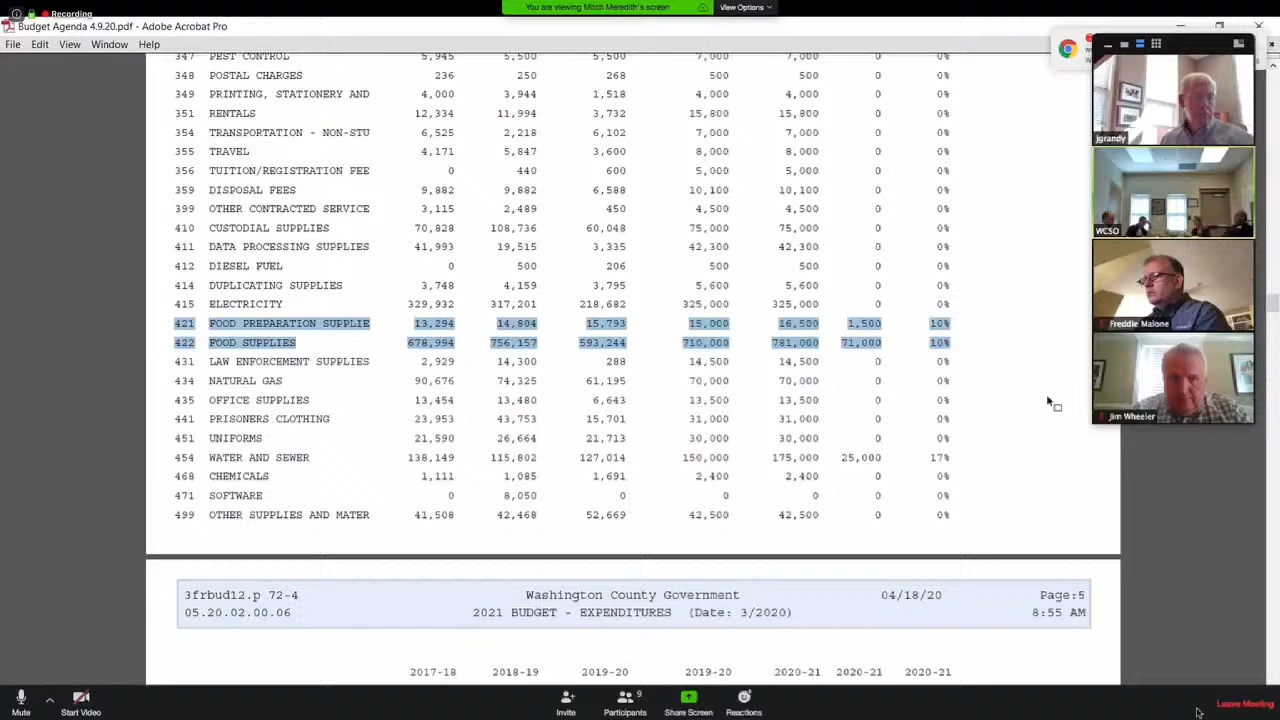 Recording
You are viewing Mitch Meredith's screen
View Options
Budget Agenda 4.9.20.pdf - Adobe Acrobat Pro
File Edit View Window Help
347 PEST CONTROL 5,945 5,500 5,500 7,000 7,000 0 0%
348 POSTAL CHARGES 236 250 268 500 500 0 0%
349 PRINTING, STATIONERY AND 4,000 3,944 1,518 4,000 4,000 0 0%
351 RENTALS 12,334 11,994 3,732 15,800 15,800 0 0%
354 TRANSPORTATION - NON-STU 6,525 2,218 6,102 7,000 7,000 0 0%
355 TRAVEL 4,171 5,847 3,600 8,000 8,000 0 0%
356 TUITION/REGISTRATION FEE 0 440 600 5,000 5,000 0 0%
359 DISPOSAL FEES 9,882 9,882 6,588 10,100 10,100 0 0%
399 OTHER CONTRACTED SERVICE 3,115 2,489 450 4,500 4,500 0 0%
410 CUSTODIAL SUPPLIES 70,828 108,736 60,048 75,000 75,000 0 0%
411 DATA PROCESSING SUPPLIES 41,993 19,515 3,335 42,300 42,300 0 0%
412 DIESEL FUEL 0 500 206 500 500 0 0%
414 DUPLICATING SUPPLIES 3,748 4,159 3,795 5,600 5,600 0 0%
415 ELECTRICITY 329,932 317,201 218,682 325,000 325,000 0 0%
421 FOOD PREPARATION SUPPLIE 13,294 14,804 15,793 15,000 16,500 1,500 10%
422 FOOD SUPPLIES 678,994 756,157 593,244 710,000 781,000 71,000 10%
431 LAW ENFORCEMENT SUPPLIES 2,929 14,300 288 14,500 14,500 0 0%
434 NATURAL GAS 90,676 74,325 61,195 70,000 70,000 0 0%
435 OFFICE SUPPLIES 13,454 13,480 6,643 13,500 13,500 0 0%
441 PRISONERS CLOTHING 23,953 43,753 15,701 31,000 31,000 0 0%
451 UNIFORMS 21,590 26,664 21,713 30,000 30,000 0 0%
454 WATER AND SEWER 138,149 115,802 127,014 150,000 175,000 25,000 17%
468 CHEMICALS 1,111 1,085 1,691 2,400 2,400 0 0%
471 SOFTWARE 0 8,050 0 0 0 0 0%
499 OTHER SUPPLIES AND MATER 41,508 42,468 52,669 42,500 42,500 0 0%
jgrandy
WCSO
Freddie Malone
Jim Wheeler
3frbud12.p 72-4 Washington County Government 04/18/20 Page:5
05.20.02.00.06 2021 BUDGET - EXPENDITURES (Date: 3/2020) 8:55 AM
2017-18 2018-19 2019-20 2019-20 2020-21 2020-21 2020-21
Mute
Start Video
Invite
Participants 9
Share Screen
Reactions
Leave Meeting